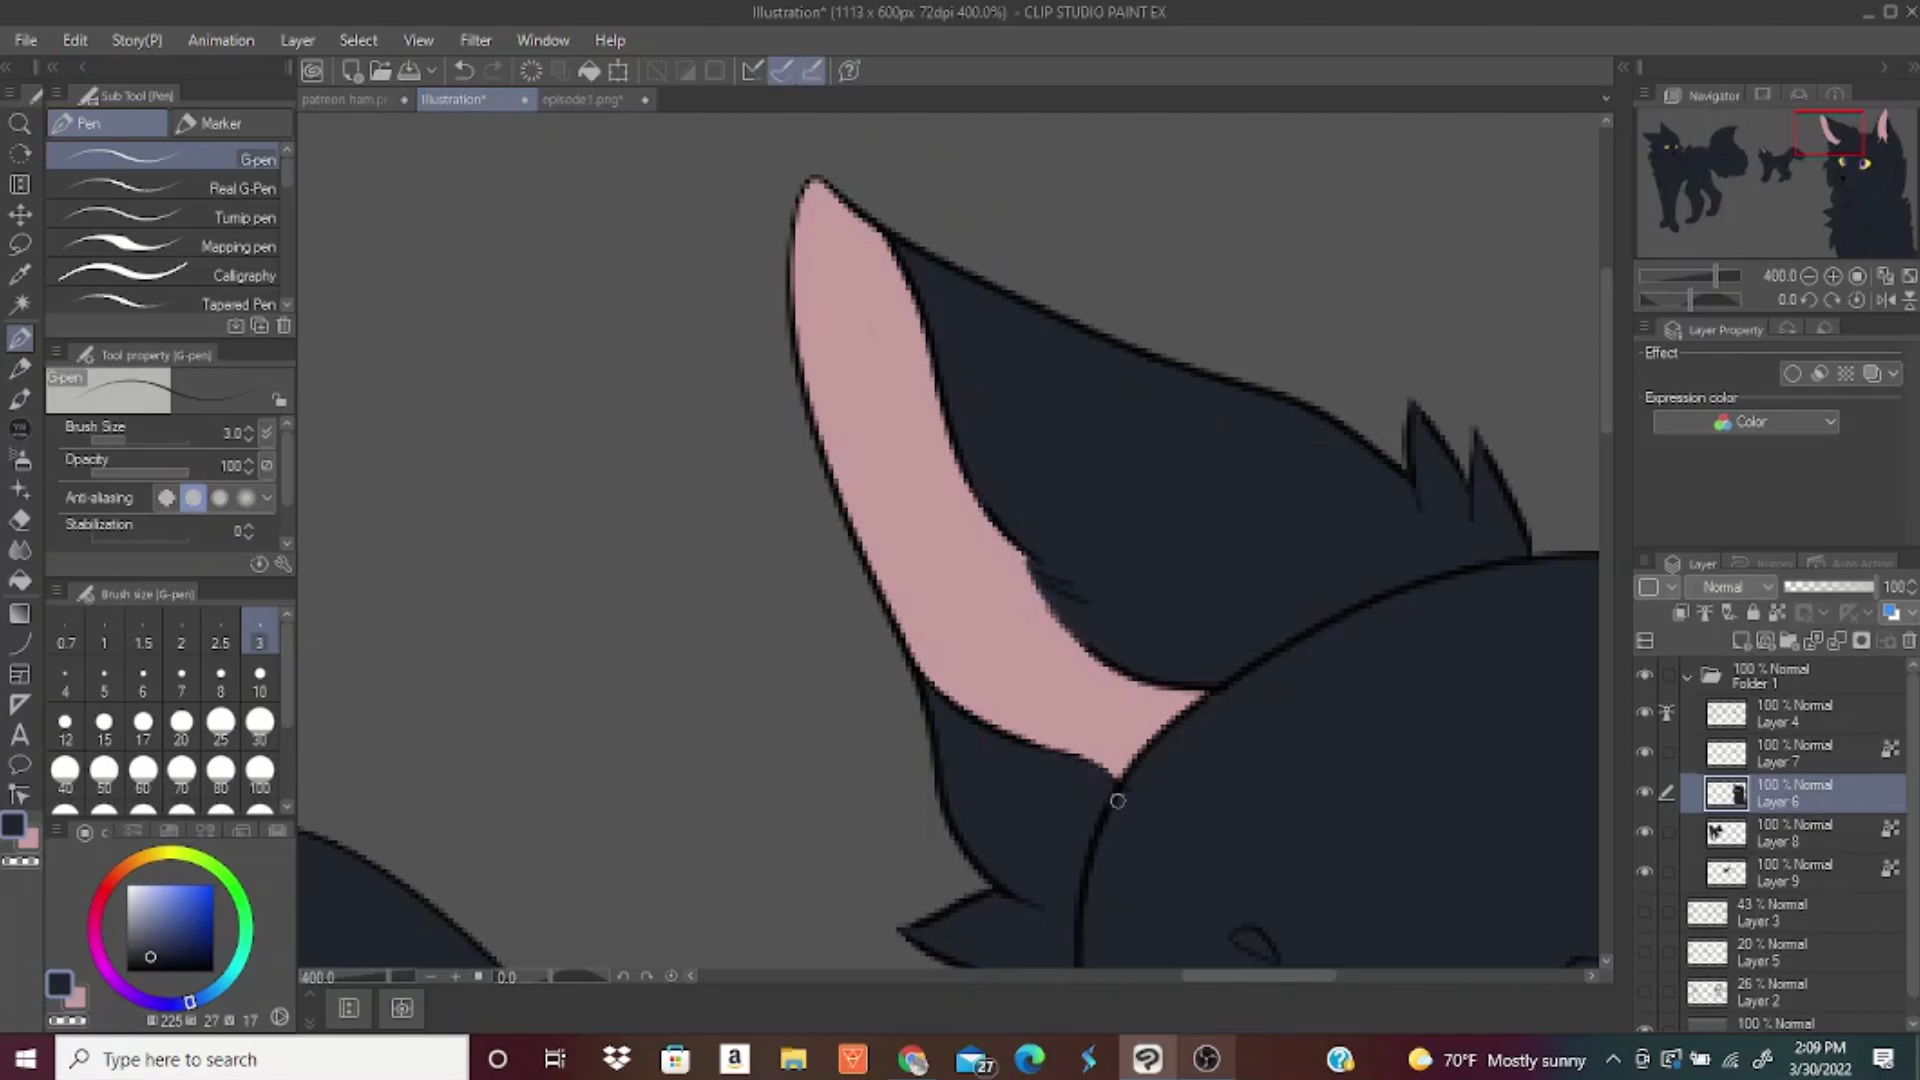 Illustration* (1113 x 600px 72dpi 400.0%) - CLIP STUDIO PAINT EX
File Edit Story(P) Animation Layer Select View Filter Window Help
Sub Tool [Pen]
patreon ham.pr Illustration* episode1.png*
Navigator
Pen Marker
G-pen
Real G-Pen
Turnip pen
Mapping pen
Calligraphy
Tapered Pen
400.0
0.0
Layer Property
Effect
Expression color
Color
Tool property [G-pen]
G-pen
Brush Size 3.0
Opacity 100
Anti-aliasing
Stabilization 0
Brush size [G-pen]
0.7 1 1.5 2 2.5 3
4 5 6 7 8 10
12 15 17 20 25 30
40 50 60 70 80 100
Layer History Auto Action
Normal 100
100 % Normal
Folder 1
100 % Normal
Layer 4
100 % Normal
Layer 7
100 % Normal
Layer 6
100 % Normal
Layer 8
100 % Normal
Layer 9
43 % Normal
Layer 3
20 % Normal
Layer 5
26 % Normal
Layer 2
100 % Normal
400.0 0.0
225 27 17
Type here to search
27
70°F Mostly sunny
2:09 PM
3/30/2022